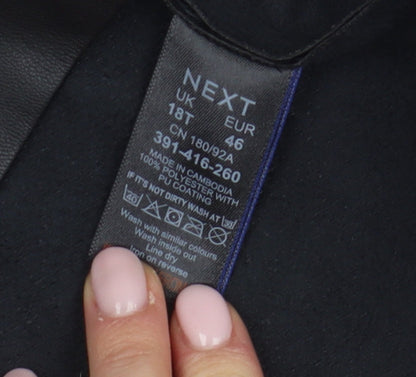 NEXT
UK EUR
18T 46
CN 180/92A
391-416-260
MADE IN CAMBODIA
100% POLYESTER WITH
PU COATING
IF IT'S NOT DIRTY WASH AT 30
40
Wash with similar colours
Wash inside out
Line dry
Iron on reverse